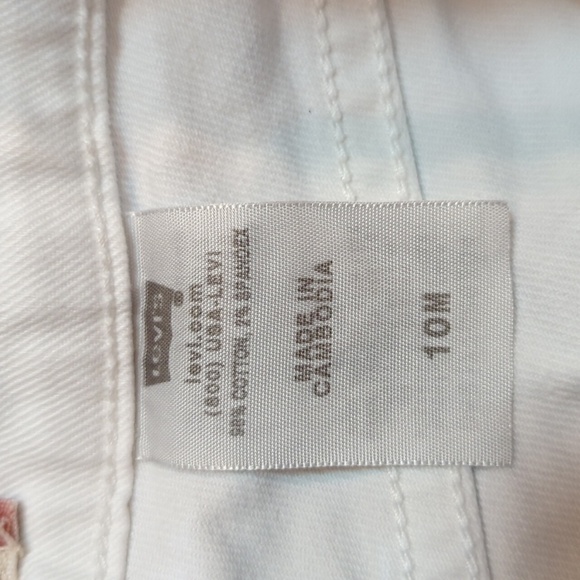 Levi's ®
levi.com
(800) USA-LEVI
98% COTTON, 2% SPANDEX
MADE IN
CAMBODIA
10M